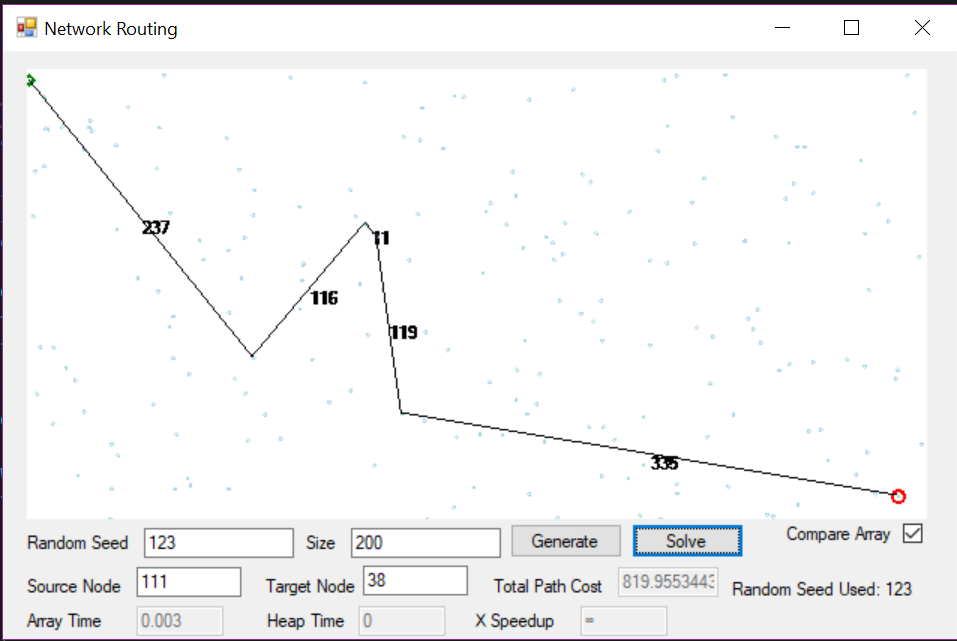 Network Routing
237
11
116
119
335
Random Seed 123 Size 200 Generate Solve Compare Array
Source Node 111 Target Node 38 Total Path Cost 819.9553443 Random Seed Used: 123
Array Time 0.003 Heap Time 0 X Speedup ∞